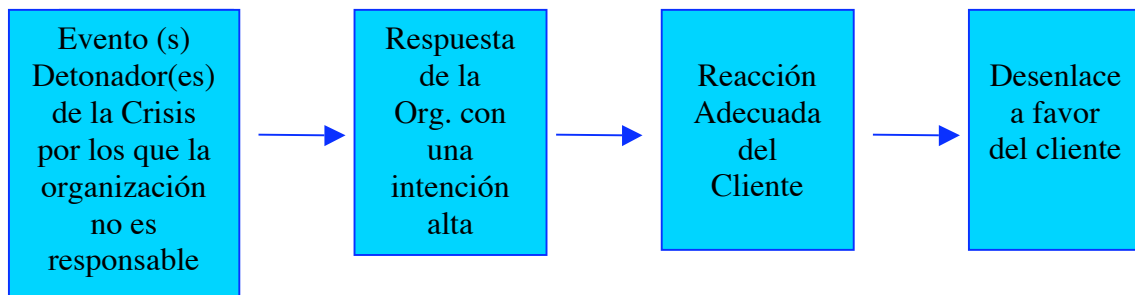 Evento (s)
Detonador(es)
de la Crisis
por los que la
organización
no es
responsable
Respuesta
de la
Org. con
una
intención
alta
Reacción
Adecuada
del
Cliente
Desenlace
a favor
del cliente